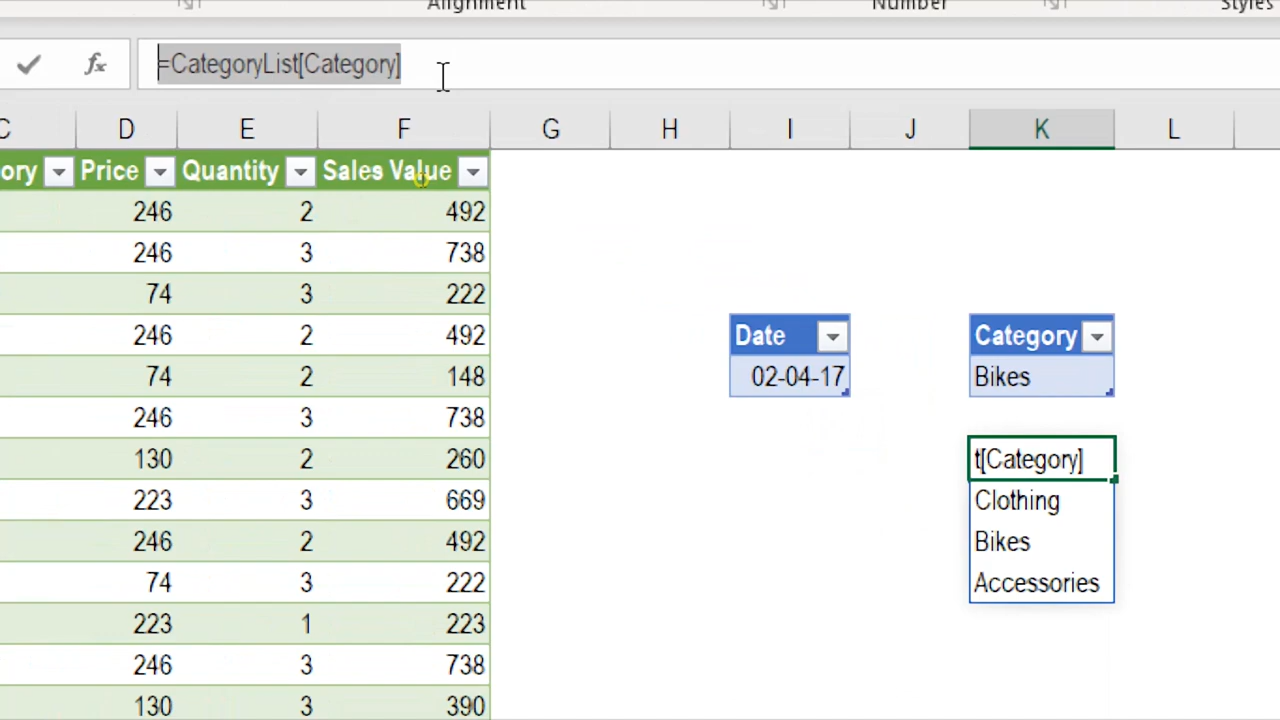 Alignment Number Styles
=CategoryList[Category]
C D E F G H I J K L
ory Price Quantity Sales Value
246 2 492
246 3 738
74 3 222
246 2 492 Date Category
74 2 148 02-04-17 Bikes
246 3 738
130 2 260 t[Category]
223 3 669 Clothing
246 2 492 Bikes
74 3 222 Accessories
223 1 223
246 3 738
130 3 390